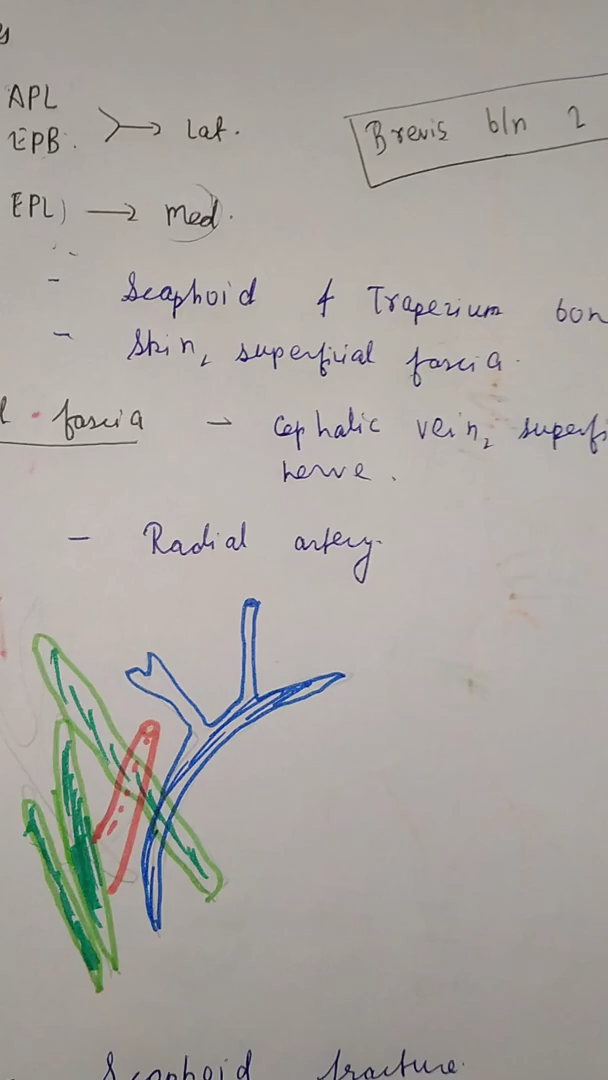 APL
EPB. → Lat.
Brevis b/n 2
EPL) → Med.
- Scaphoid & Trapezium bon
- Skin, superficial fascia.
l fascia - Cephalic vein, superfi
nerve.
- Radial artery.
Scaphoid fracture.